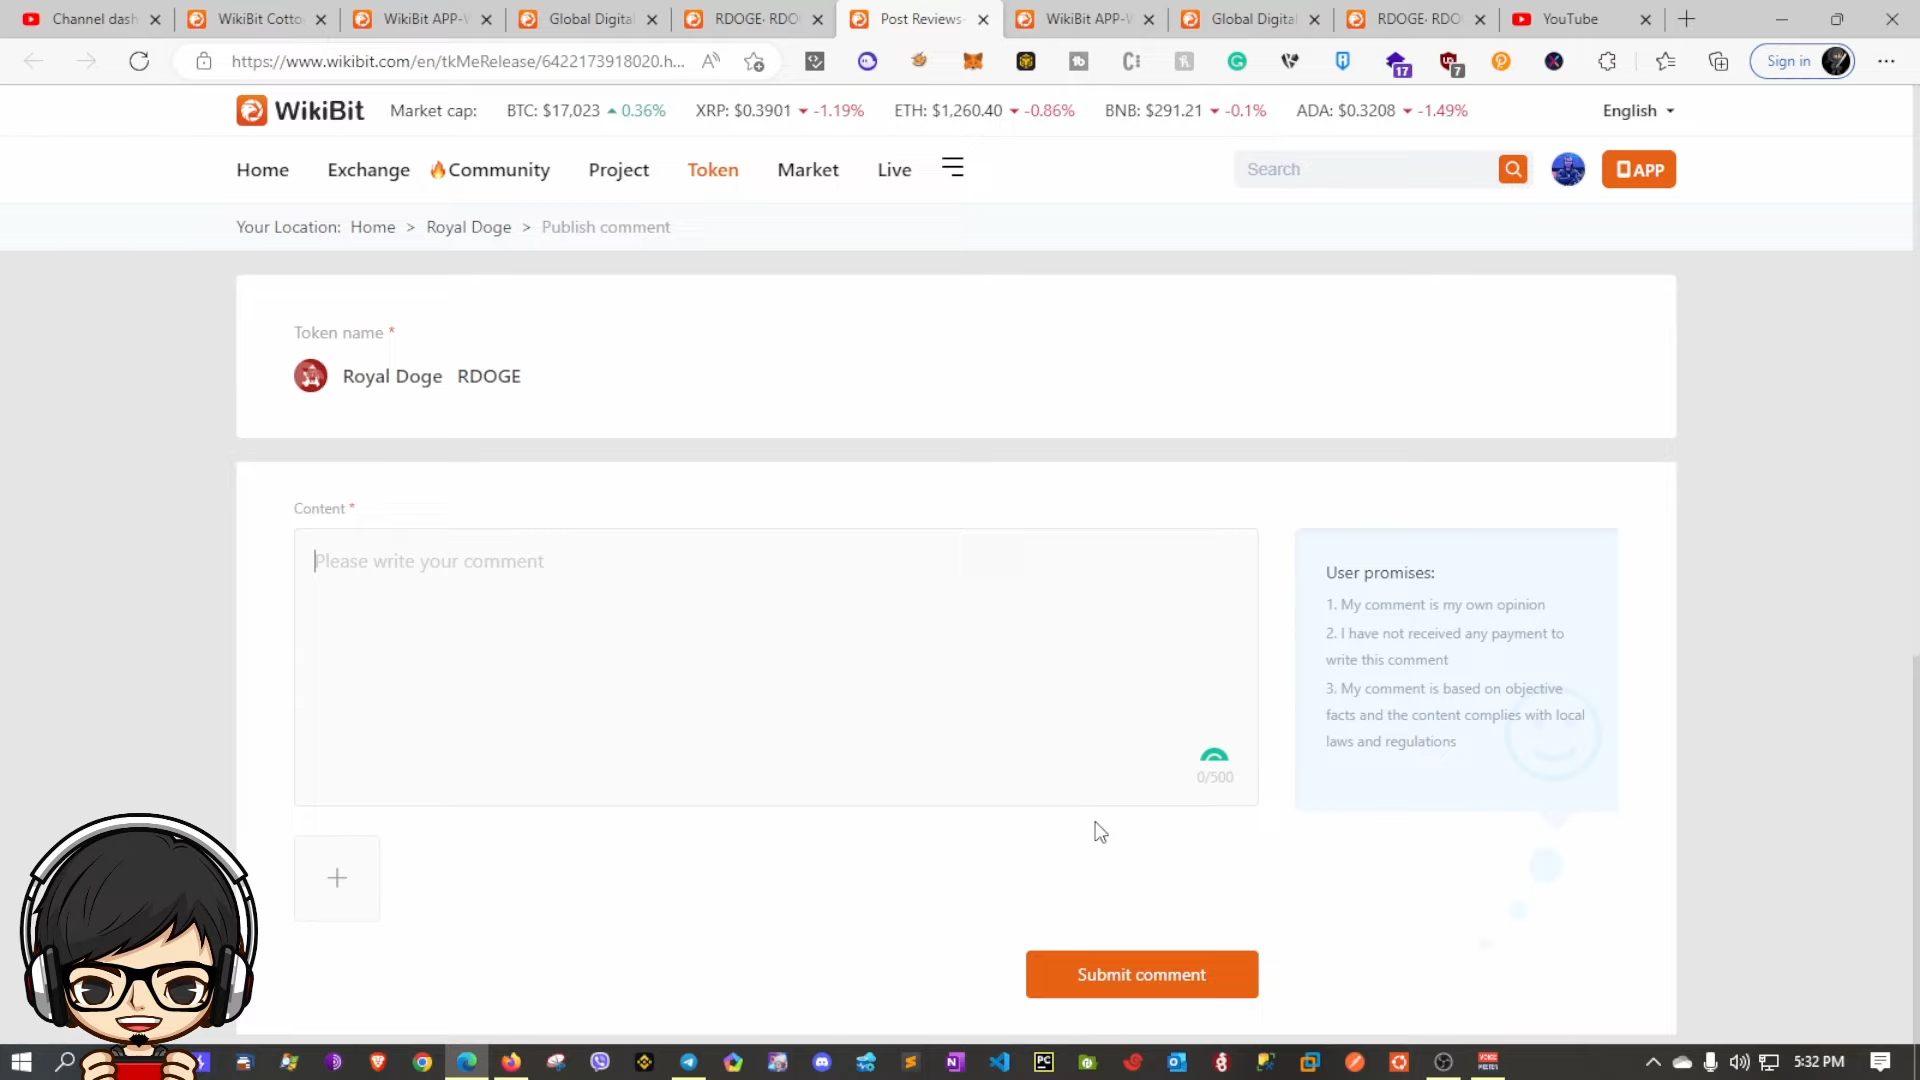 Channel dash
WikiBit Cotto
WikiBit APP-W
Global Digital
RDOGE· RDO
Post Reviews-
WikiBit APP-W
Global Digital
RDOGE· RDO
YouTube
https://www.wikibit.com/en/tkMeRelease/6422173918020.h...
17
7
Sign in
WikiBit
Market cap:
BTC: $17,023 0.36%
XRP: $0.3901 -1.19%
ETH: $1,260.40 -0.86%
BNB: $291.21 -0.1%
ADA: $0.3208 -1.49%
English
Home
Exchange
Community
Project
Token
Market
Live
Search
APP
Your Location: Home > Royal Doge > Publish comment
Token name *
Royal Doge RDOGE
Content *
Please write your comment
0/500
User promises:
1. My comment is my own opinion
2. I have not received any payment to
write this comment
3. My comment is based on objective
facts and the content complies with local
laws and regulations
Submit comment
5:32 PM